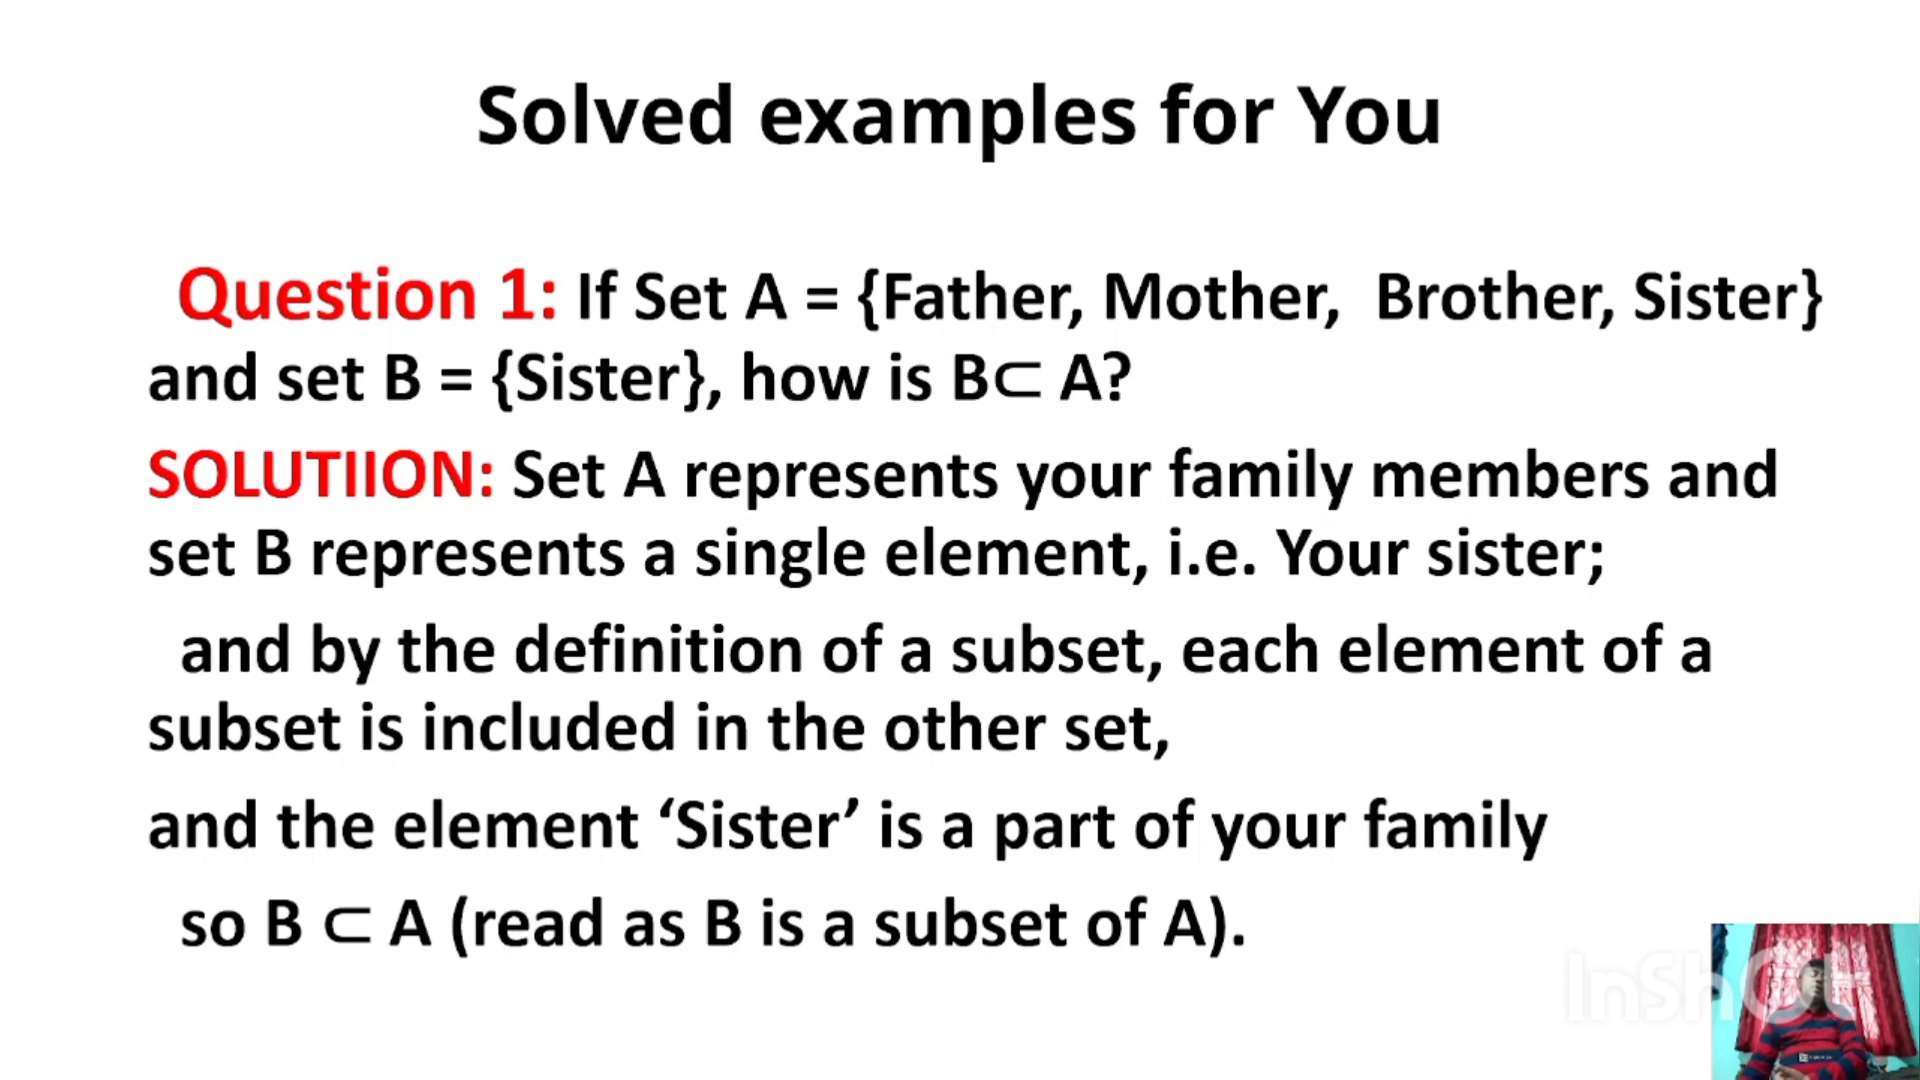 Solved examples for You
Question 1: If Set A = {Father, Mother, Brother, Sister}
and set B = {Sister}, how is B⊂ A?
SOLUTIION: Set A represents your family members and
set B represents a single element, i.e. Your sister;
and by the definition of a subset, each element of a
subset is included in the other set,
and the element ‘Sister’ is a part of your family
so B ⊂ A (read as B is a subset of A).
InShOt